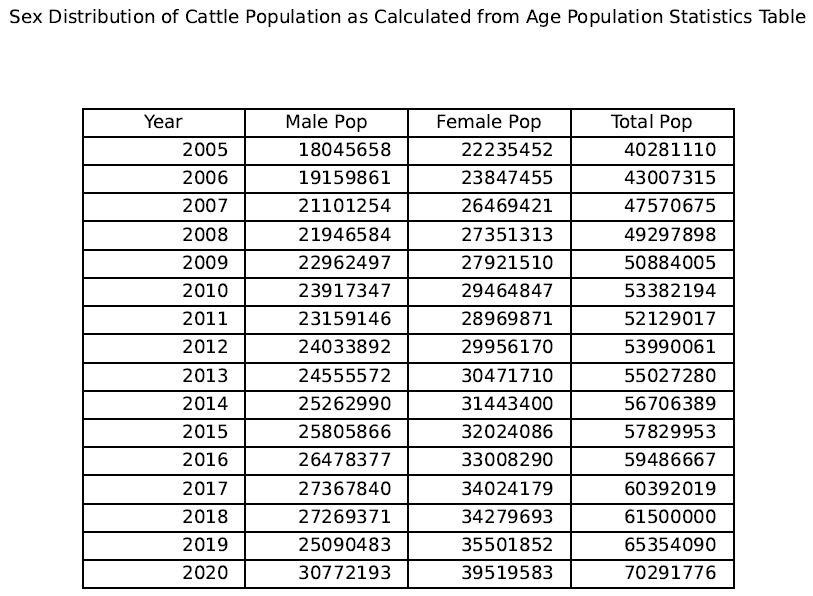 Sex Distribution of Cattle Population as Calculated from Age Population Statistics Table
Year Male Pop Female Pop Total Pop
2005 18045658 22235452 40281110
2006 19159861 23847455 43007315
2007 21101254 26469421 47570675
2008 21946584 27351313 49297898
2009 22962497 27921510 50884005
2010 23917347 29464847 53382194
2011 23159146 28969871 52129017
2012 24033892 29956170 53990061
2013 24555572 30471710 55027280
2014 25262990 31443400 56706389
2015 25805866 32024086 57829953
2016 26478377 33008290 59486667
2017 27367840 34024179 60392019
2018 27269371 34279693 61500000
2019 25090483 35501852 65354090
2020 30772193 39519583 70291776